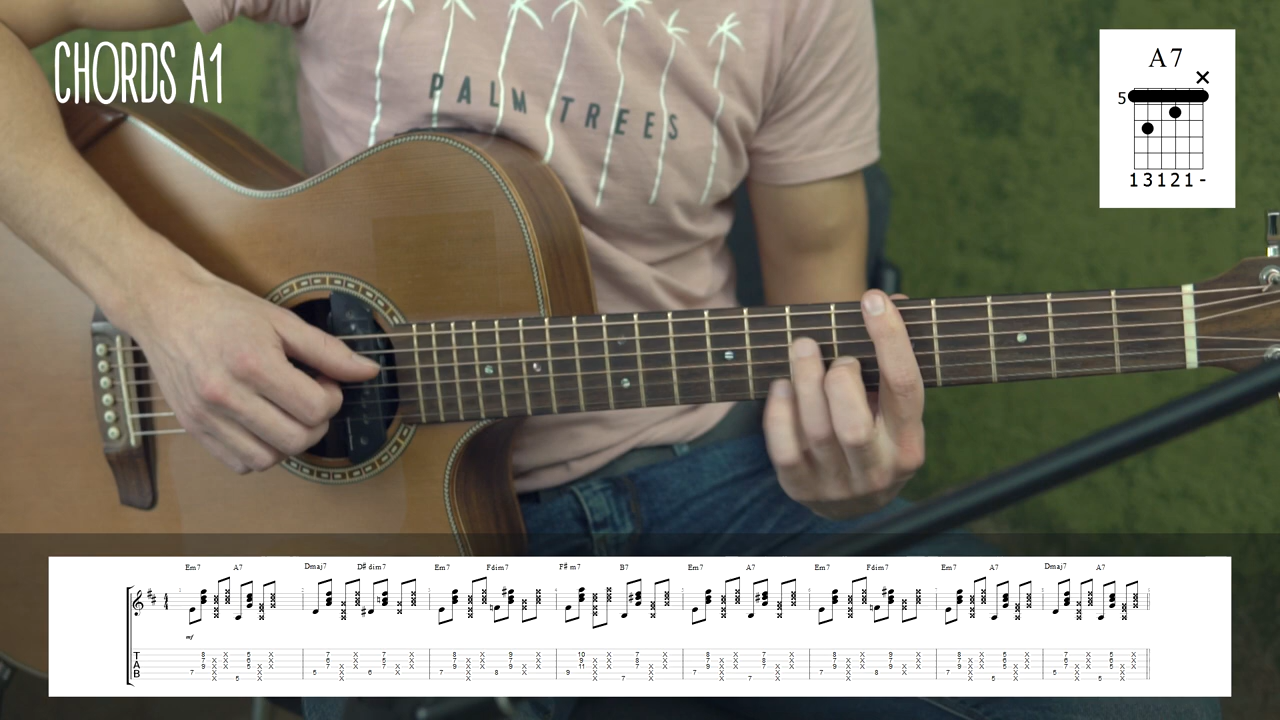 CHORDS A1
PALM TREES
A7
×
5
13121-
Em7 A7 Dmaj7 D# dim7 Em7 Fdim7 F# m7 B7 Em7 A7 Em7 Fdim7 Em7 A7 Dmaj7 A7
mf
T
A
B